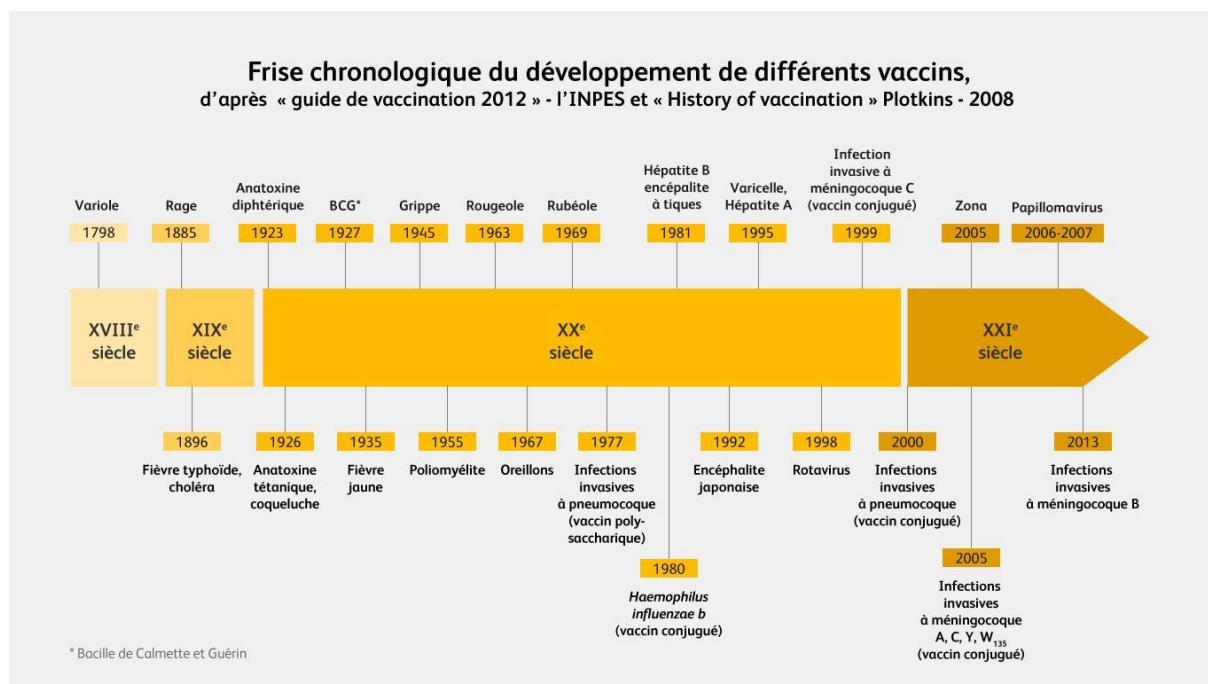 Frise chronologique du développement de différents vaccins,
d'après « guide de vaccination 2012 » - l'INPES et « History of vaccination » Plotkins - 2008
Variole
1798
Rage
1885
Anatoxine
diphtérique
1923
BCG*
1927
Grippe
1945
Rougeole
1963
Rubéole
1969
Hépatite B
encépalite
à tiques
1981
Varicelle,
Hépatite A
1995
Infection
invasive à
méningocoque C
(vaccin conjugué)
1999
Zona
2005
Papillomavirus
2006-2007
XVIIIe
siècle
XIXe
siècle
XXe
siècle
XXIe
siècle
1896
Fièvre typhoïde,
choléra
1926
Anatoxine
tétanique,
coqueluche
1935
Fièvre
jaune
1955
Poliomyélite
1967
Oreillons
1977
Infections
invasives
à pneumocoque
(vaccin poly-
saccharique)
1980
Haemophilus
influenzae b
(vaccin conjugué)
1992
Encéphalite
japonaise
1998
Rotavirus
2000
Infections
invasives
à pneumocoque
(vaccin conjugué)
2005
Infections
invasives
à méningocoque
A, C, Y, W135
(vaccin conjugué)
2013
Infections
invasives
à méningocoque B
* Bacille de Calmette et Guérin